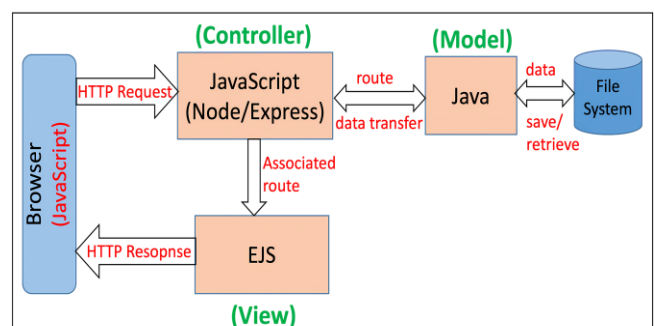 (Controller)
(Model)
HTTP Request
JavaScript
(Node/Express)
route
data transfer
Java
data
save/
retrieve
File
System
Browser
(JavaScript)
Associated
route
HTTP Resopnse
EJS
(View)